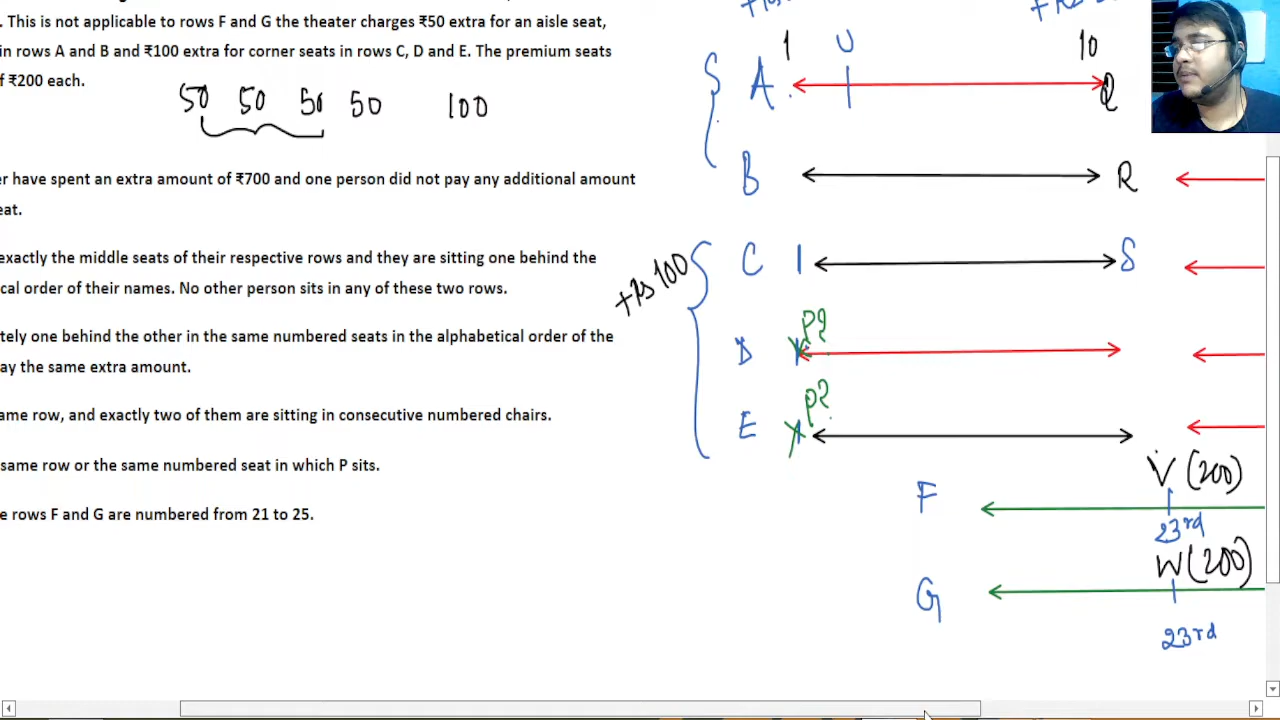 . This is not applicable to rows F and G the theater charges ₹50 extra for an aisle seat,
in rows A and B and ₹100 extra for corner seats in rows C, D and E. The premium seats
f ₹200 each.
50 50 50 50 100
er have spent an extra amount of ₹700 and one person did not pay any additional amount
eat.
exactly the middle seats of their respective rows and they are sitting one behind the
cal order of their names. No other person sits in any of these two rows.
tely one behind the other in the same numbered seats in the alphabetical order of the
ay the same extra amount.
ame row, and exactly two of them are sitting in consecutive numbered chairs.
same row or the same numbered seat in which P sits.
e rows F and G are numbered from 21 to 25.
1 U 10
A Q
B R
+Rs 100
C 1 S
P?
D 1
P?
E 1
F V (200)
23rd
G W (200)
23rd